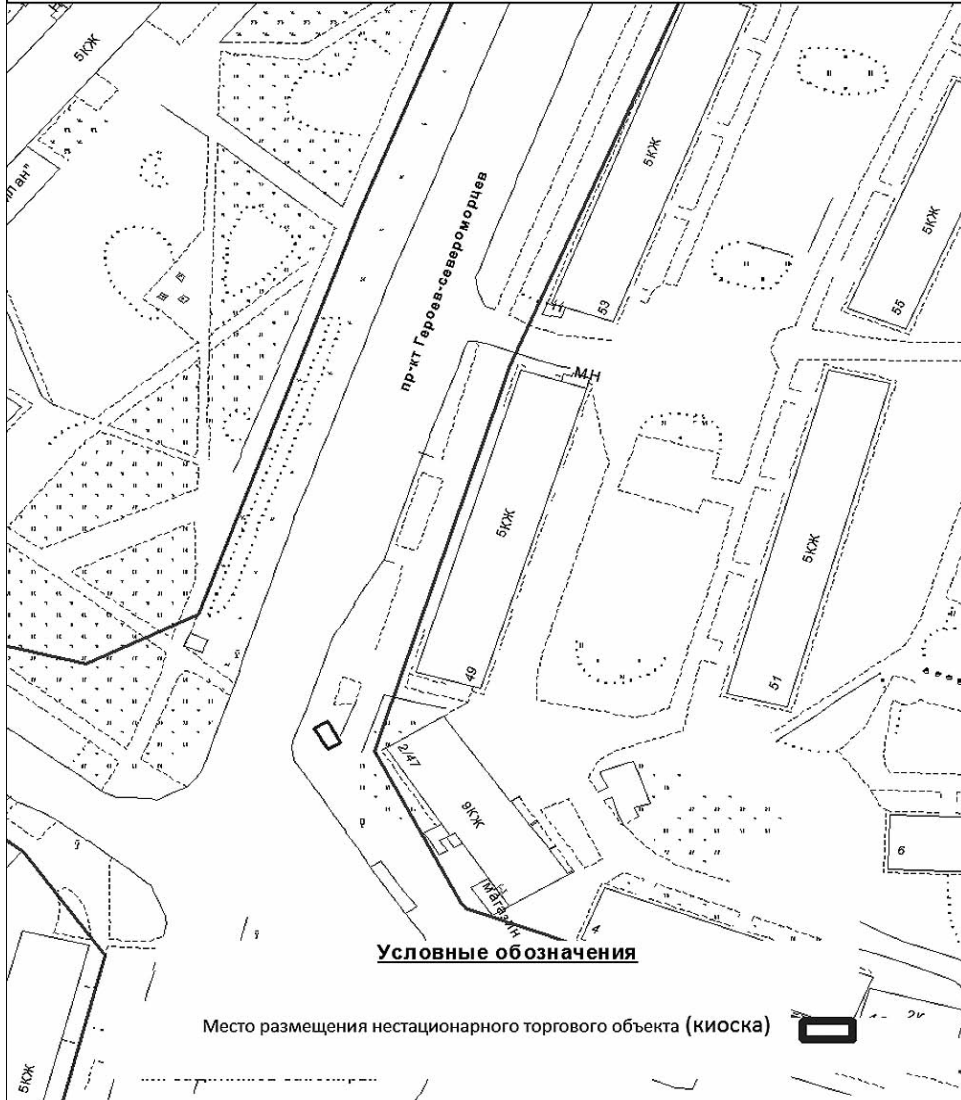 5КЖ
5КЖ
5КЖ
пр-кт Героев-североморцев
53
55
МН
5КЖ
5КЖ
49
51
2/47
9КЖ
6
магазин
4
Условные обозначения
Место размещения нестационарного торгового объекта (киоска)
2К
5КЖ